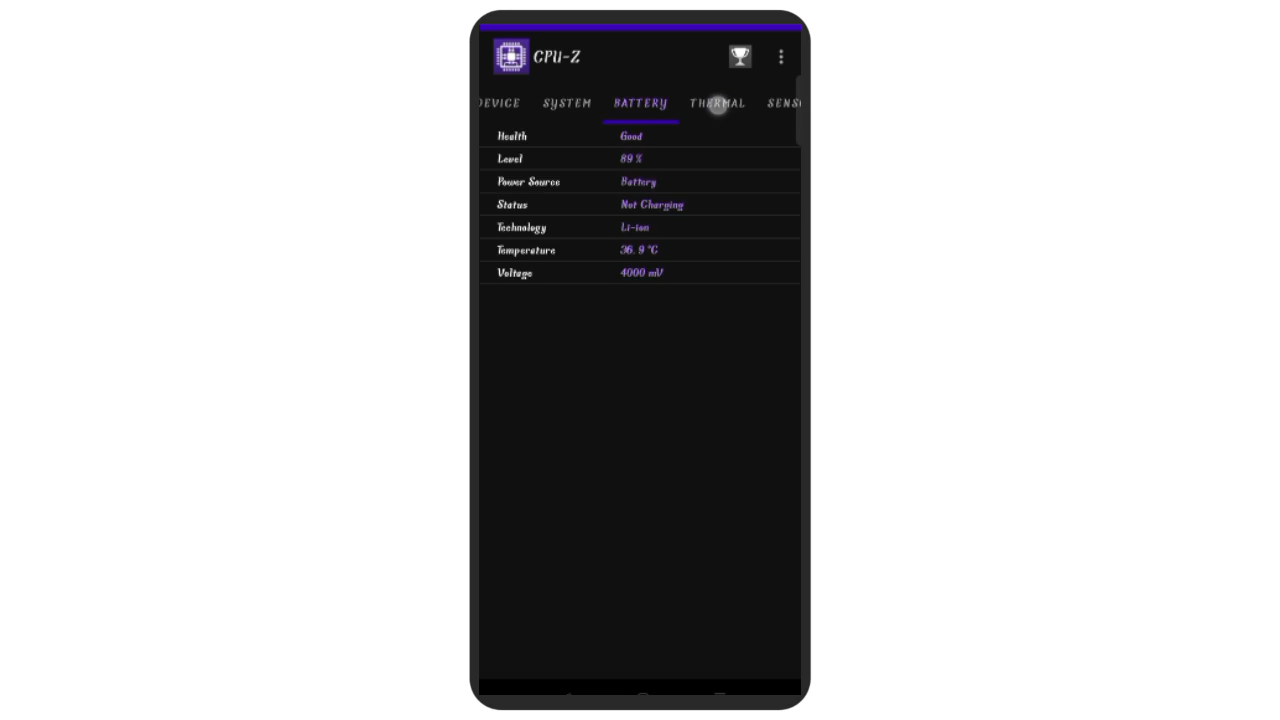 CPU-Z
DEVICE SYSTEM BATTERY THERMAL SENSO
Health Good
Level 89 %
Power Source Battery
Status Not Charging
Technology Li-ion
Temperature 36.9 °C
Voltage 4000 mV